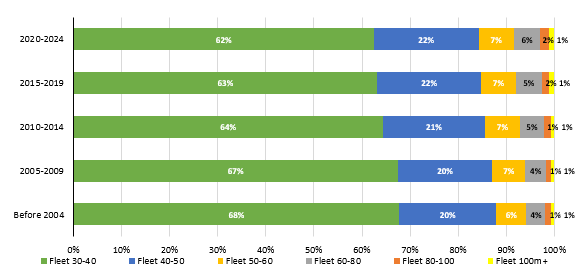 2020-2024 62% 22% 7% 6% 2% 1%
2015-2019 63% 22% 7% 5% 2% 1%
2010-2014 64% 21% 7% 5% 1% 1%
2005-2009 67% 20% 7% 4% 1% 1%
Before 2004 68% 20% 6% 4% 1% 1%
0% 10% 20% 30% 40% 50% 60% 70% 80% 90% 100%
Fleet 30-40 Fleet 40-50 Fleet 50-60 Fleet 60-80 Fleet 80-100 Fleet 100m+